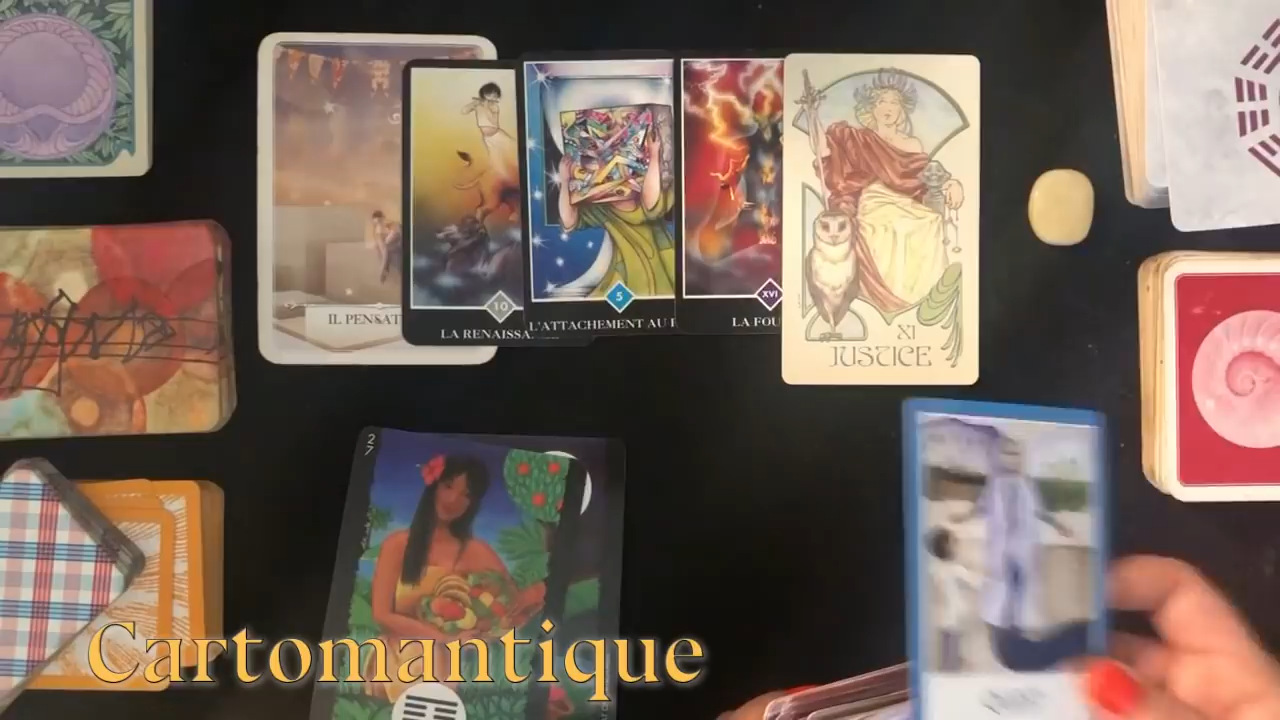 IL PENSAT
10
LA RENAISSA
5
L'ATTACHEMENT AU P
XVI
LA FOU
XI
JUSTICE
27
Cartomantique